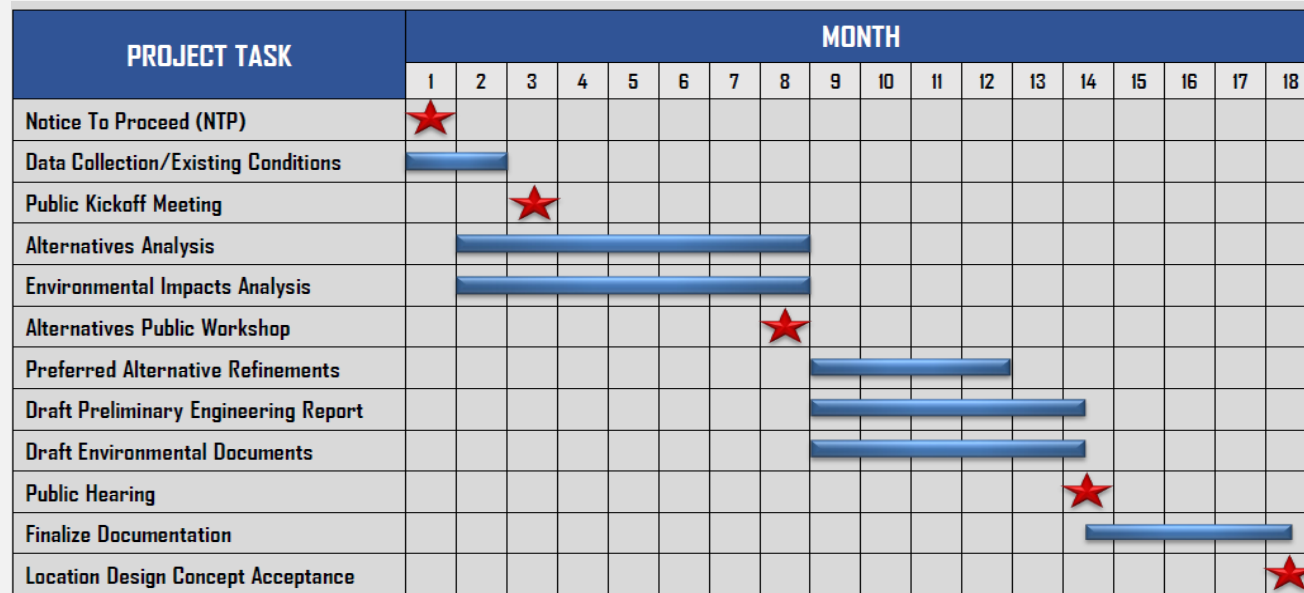 PROJECT TASK
MONTH
1 2 3 4 5 6 7 8 9 10 11 12 13 14 15 16 17 18
Notice To Proceed (NTP)
Data Collection/Existing Conditions
Public Kickoff Meeting
Alternatives Analysis
Environmental Impacts Analysis
Alternatives Public Workshop
Preferred Alternative Refinements
Draft Preliminary Engineering Report
Draft Environmental Documents
Public Hearing
Finalize Documentation
Location Design Concept Acceptance